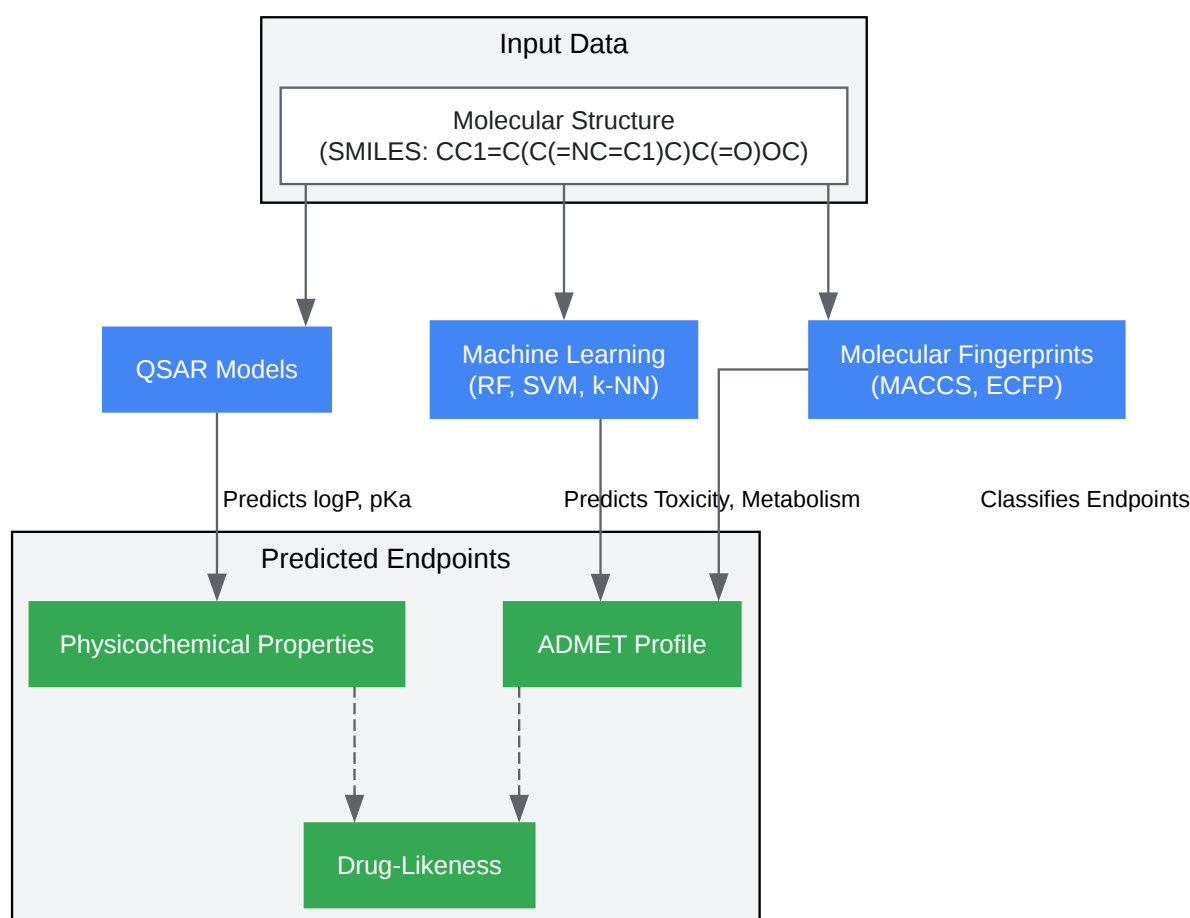 Input Data
Molecular Structure
(SMILES: CC1=C(C(=NC=C1)C)C(=O)OC)
QSAR Models
Machine Learning
(RF, SVM, k-NN)
Molecular Fingerprints
(MACCS, ECFP)
Predicts logP, pKa
Predicts Toxicity, Metabolism
Classifies Endpoints
Predicted Endpoints
Physicochemical Properties
ADMET Profile
Drug-Likeness